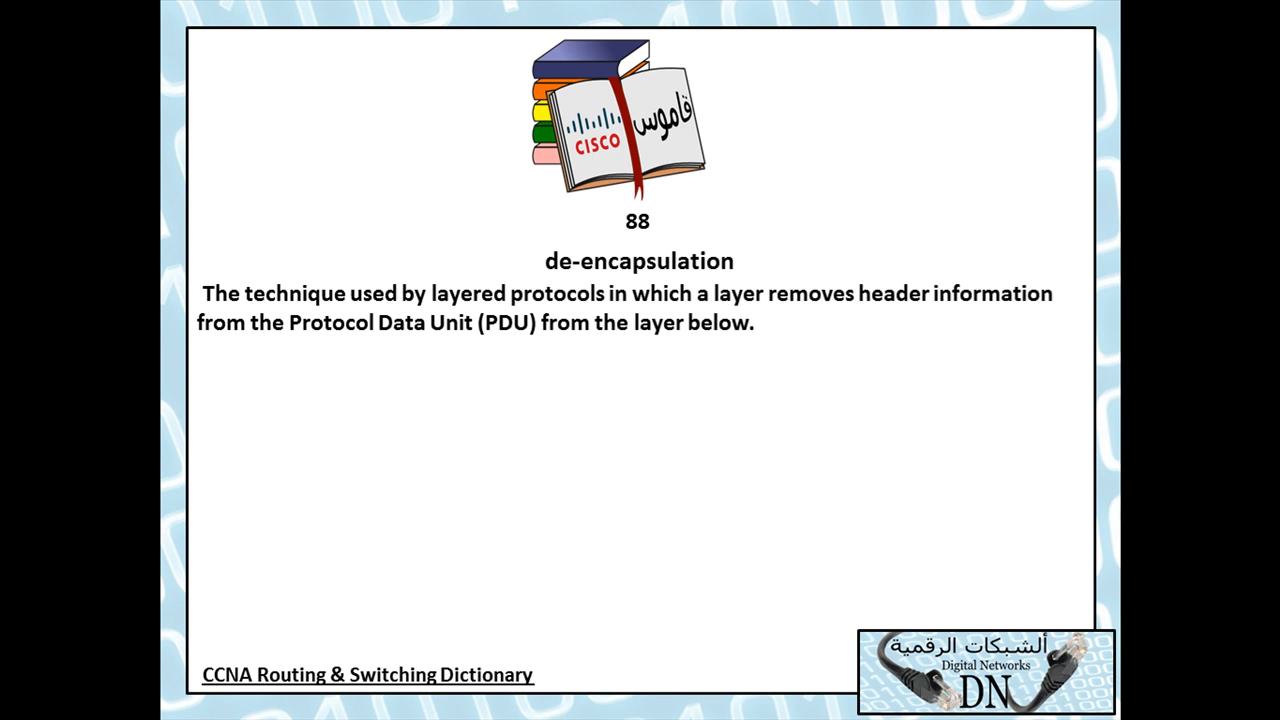 CISCO
قاموس
88
de-encapsulation
The technique used by layered protocols in which a layer removes header information
from the Protocol Data Unit (PDU) from the layer below.
CCNA Routing & Switching Dictionary
ألشبكات الرقمية
Digital Networks
DN